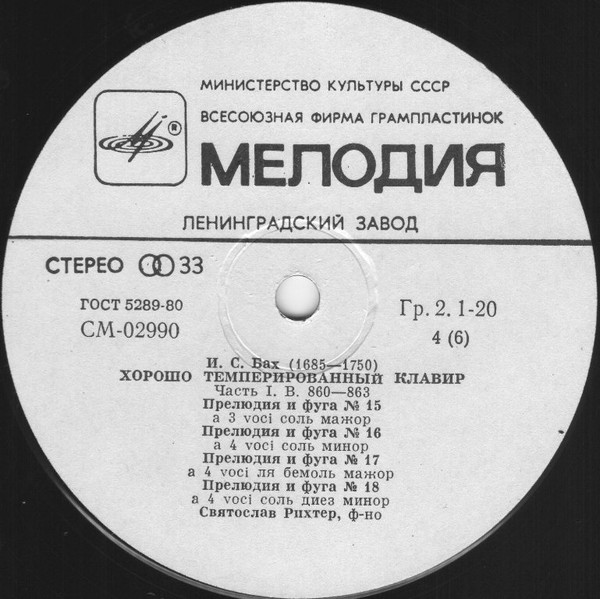 МИНИСТЕРСТВО КУЛЬТУРЫ СССР
ВСЕСОЮЗНАЯ ФИРМА ГРАМПЛАСТИНОК
®
МЕЛОДИЯ
ЛЕНИНГРАДСКИЙ ЗАВОД
СТЕРЕО 33
ГОСТ 5289-80
СМ-02990
Гр. 2. 1-20
4 (6)
И. С. Бах (1685—1750)
ХОРОШО ТЕМПЕРИРОВАННЫЙ КЛАВИР
Часть I. B. 860—863
Прелюдия и фуга № 15
a 3 voci соль мажор
Прелюдия и фуга № 16
a 4 voci соль минор
Прелюдия и фуга № 17
a 4 voci ля бемоль мажор
Прелюдия и фуга № 18
a 4 voci соль диез минор
Святослав Рихтер, ф-но